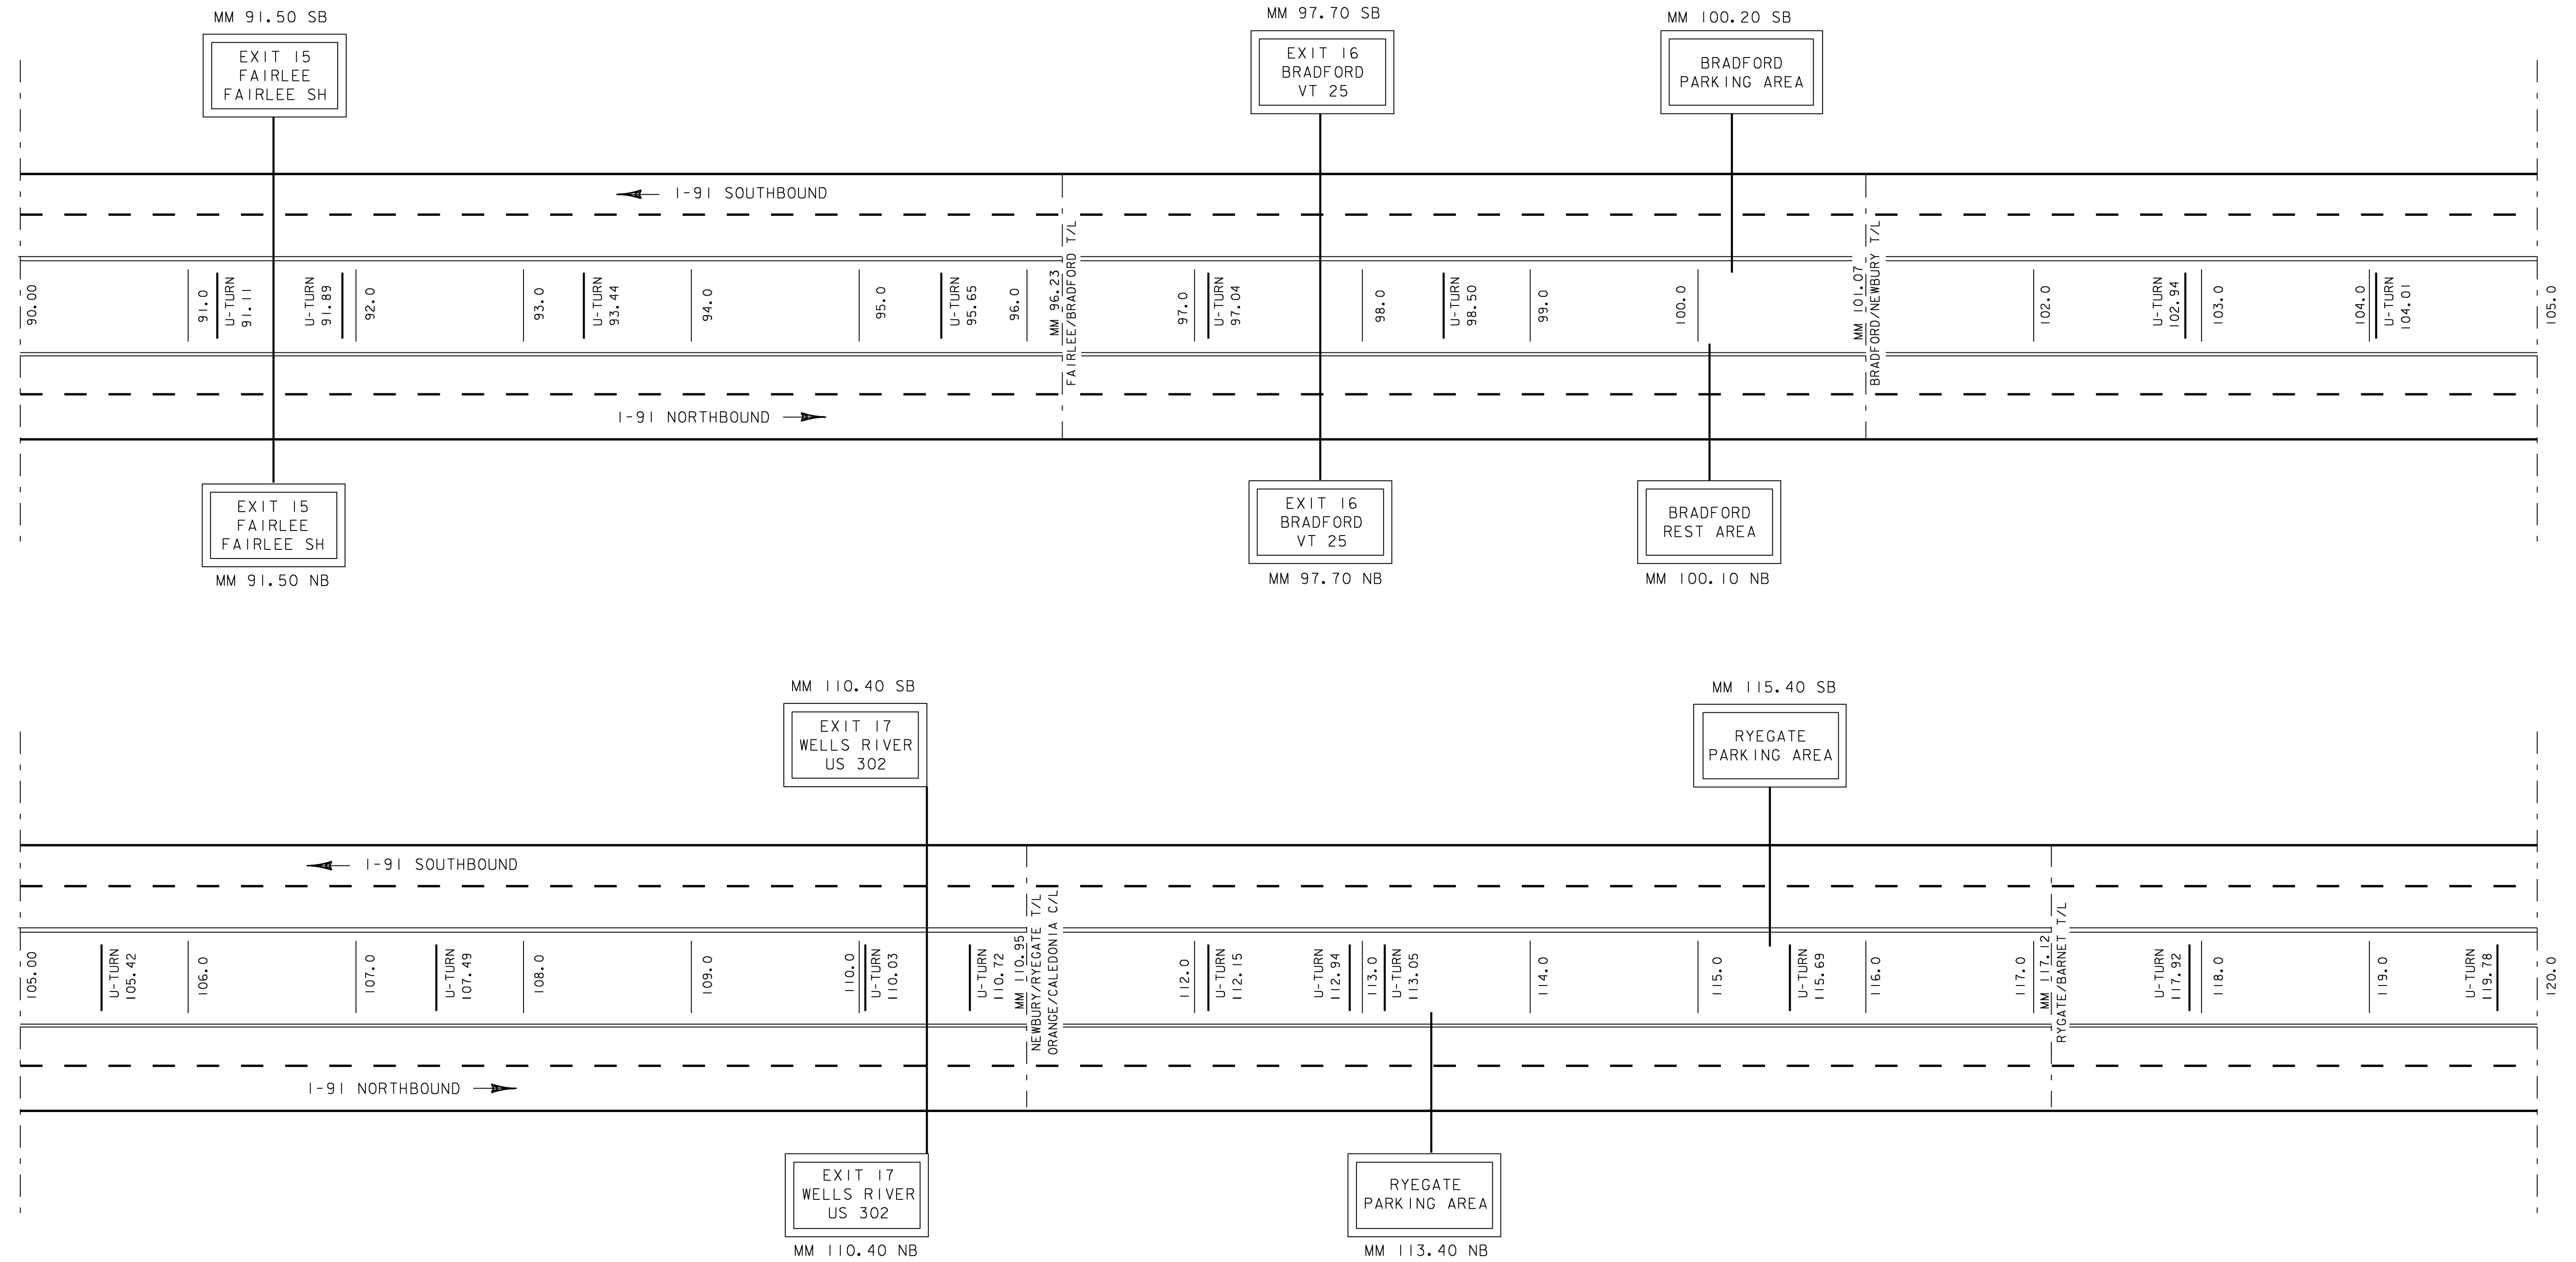 MM 91.50 SB
EXIT 15
FAIRLEE
FAIRLEE SH
MM 97.70 SB
EXIT 16
BRADFORD
VT 25
MM 100.20 SB
BRADFORD
PARKING AREA
I-91 SOUTHBOUND
90.00
91.0
U-TURN
91.11
U-TURN
91.89
92.0
93.0
U-TURN
93.44
94.0
95.0
U-TURN
95.65
96.0
MM 96.23
FAIRLEE/BRADFORD T/L
97.0
U-TURN
97.04
98.0
U-TURN
98.50
99.0
100.0
MM 101.07
BRADFORD/NEWBURY T/L
102.0
U-TURN
102.94
103.0
104.0
U-TURN
104.01
105.0
I-91 NORTHBOUND
EXIT 15
FAIRLEE
FAIRLEE SH
MM 91.50 NB
EXIT 16
BRADFORD
VT 25
MM 97.70 NB
BRADFORD
REST AREA
MM 100.10 NB
MM 110.40 SB
EXIT 17
WELLS RIVER
US 302
MM 115.40 SB
RYEGATE
PARKING AREA
I-91 SOUTHBOUND
105.00
U-TURN
105.42
106.0
107.0
U-TURN
107.49
108.0
109.0
110.0
U-TURN
110.03
U-TURN
110.72
MM 110.95
NEWBURY/RYEGATE T/L
ORANGE/CALEDONIA C/L
112.0
U-TURN
112.15
U-TURN
112.94
113.0
U-TURN
113.05
114.0
115.0
U-TURN
115.69
116.0
117.0
MM 117.12
RYGATE/BARNET T/L
U-TURN
117.92
118.0
119.0
U-TURN
119.78
120.0
I-91 NORTHBOUND
EXIT 17
WELLS RIVER
US 302
MM 110.40 NB
RYEGATE
PARKING AREA
MM 113.40 NB